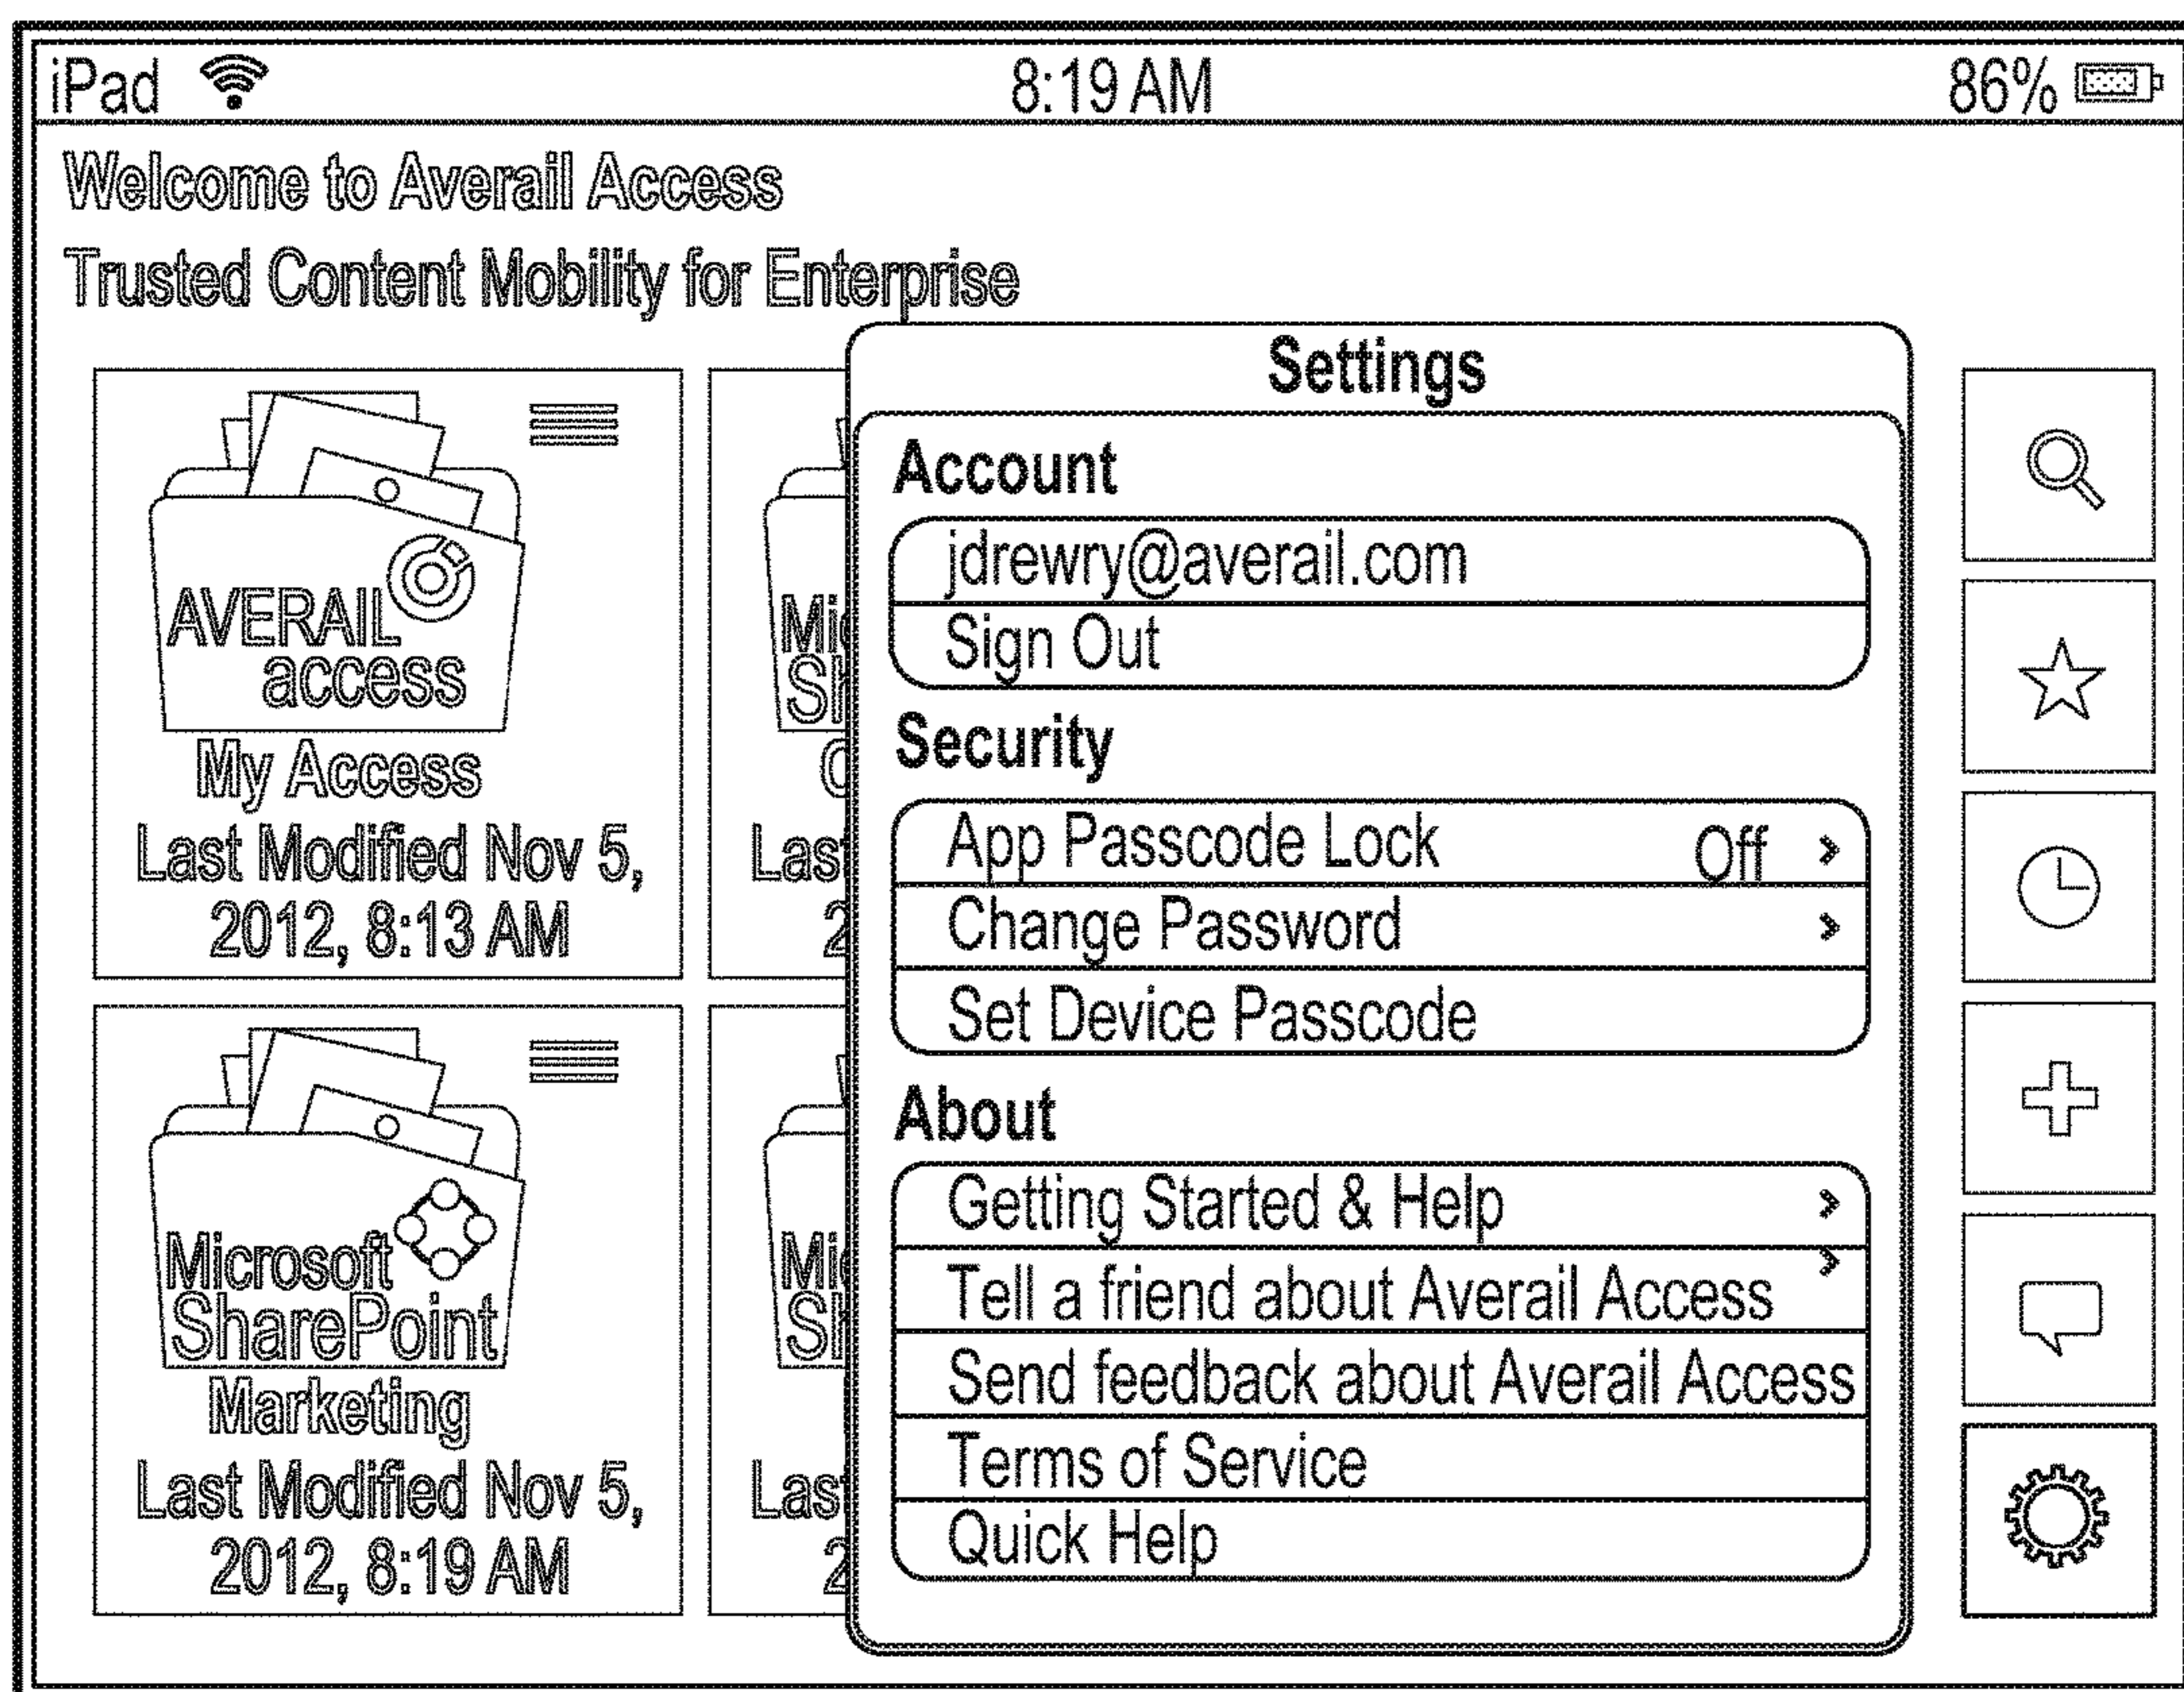 iPad 8:19 AM 86%
Welcome to Averail Access
Trusted Content Mobility for Enterprise
AVERAIL
access
My Access
Last Modified Nov 5,
2012, 8:13 AM
Microsoft
SharePoint
Marketing
Last Modified Nov 5,
2012, 8:19 AM
Settings
Account
jdrewry@averail.com
Sign Out
Security
App Passcode Lock Off >
Change Password >
Set Device Passcode
About
Getting Started & Help >
Tell a friend about Averail Access >
Send feedback about Averail Access
Terms of Service
Quick Help